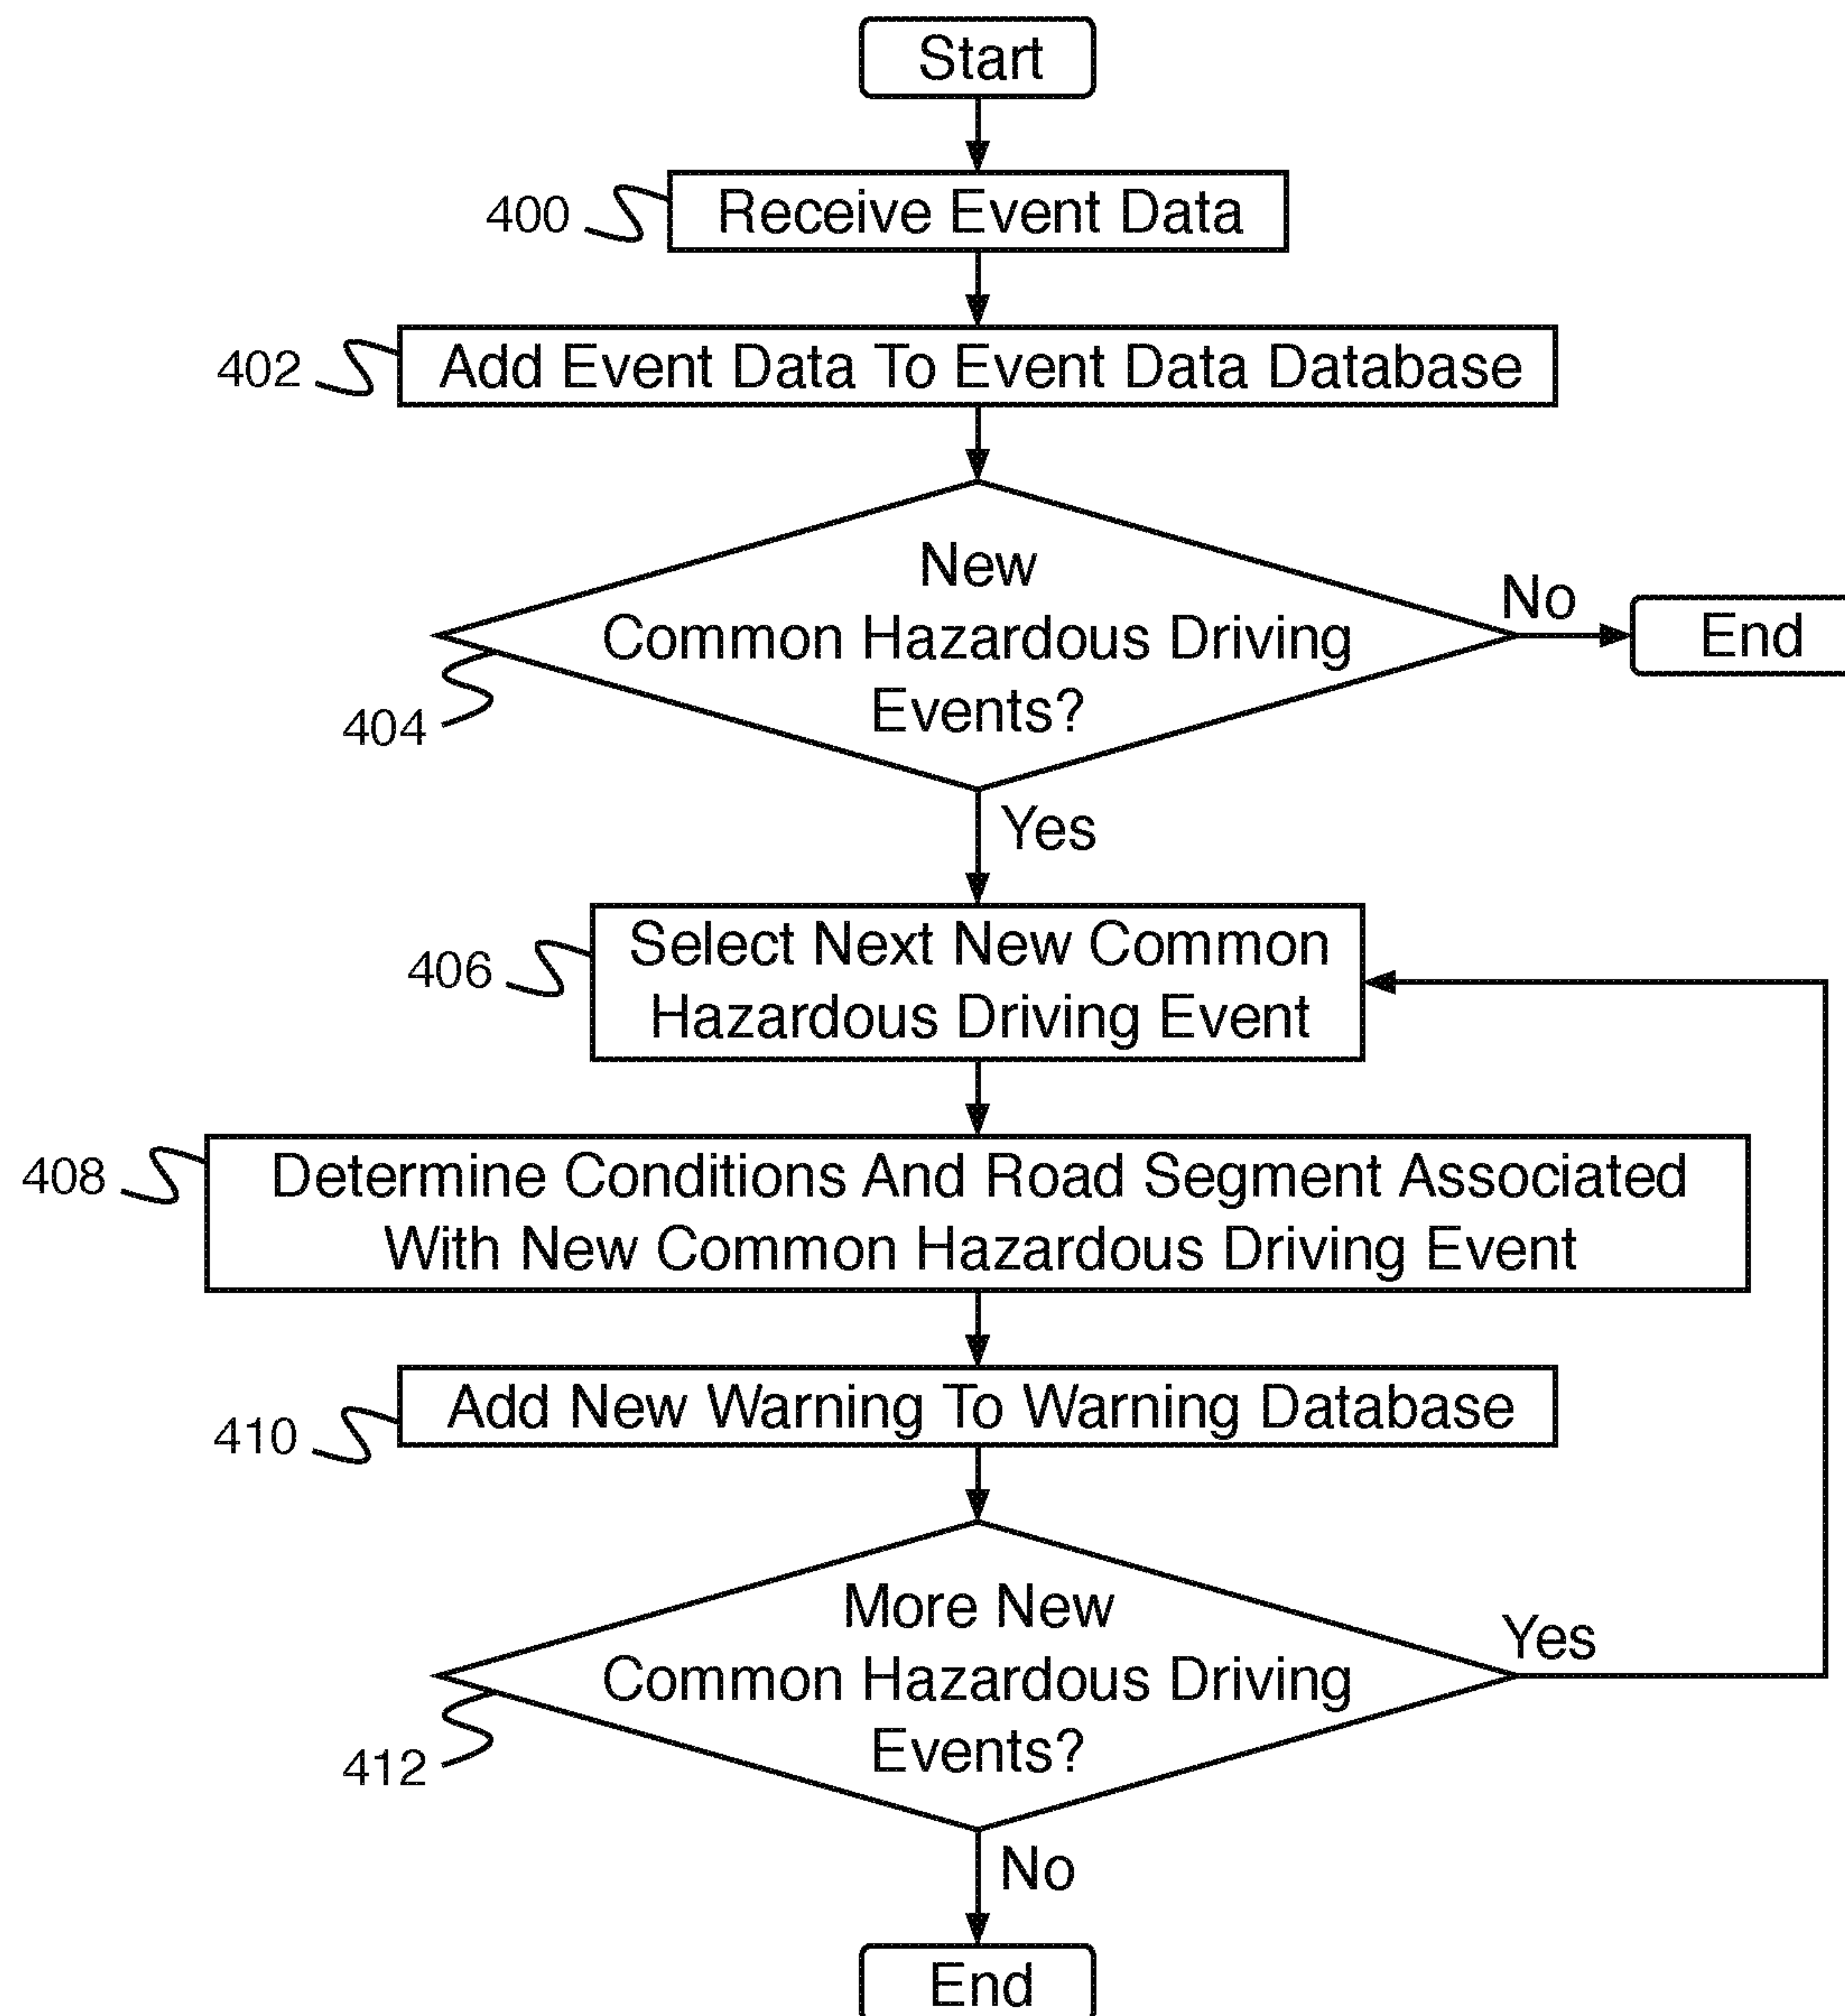 Start
400
Receive Event Data
402
Add Event Data To Event Data Database
New
Common Hazardous Driving
Events?
No
End
404
Yes
406
Select Next New Common
Hazardous Driving Event
408
Determine Conditions And Road Segment Associated
With New Common Hazardous Driving Event
410
Add New Warning To Warning Database
More New
Common Hazardous Driving
Events?
Yes
412
No
End